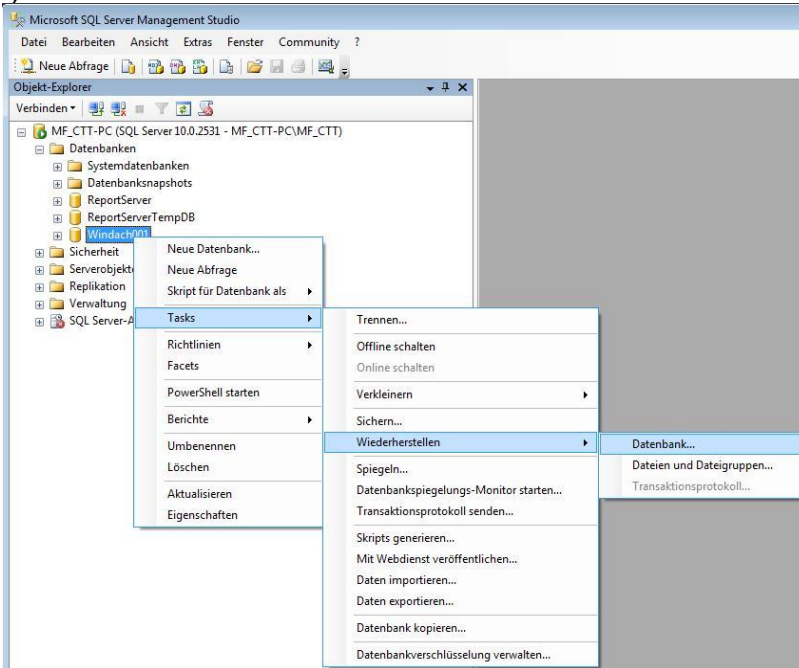 Microsoft SQL Server Management Studio
Datei Bearbeiten Ansicht Extras Fenster Community ?
Neue Abfrage
Objekt-Explorer
Verbinden
MF_CTT-PC (SQL Server 10.0.2531 - MF_CTT-PC\MF_CTT)
Datenbanken
Systemdatenbanken
Datenbanksnapshots
ReportServer
ReportServerTempDB
Windach001
Sicherheit
Serverobjekt
Replikation
Verwaltung
SQL Server-A
Neue Datenbank...
Neue Abfrage
Skript für Datenbank als
Tasks
Richtlinien
Facets
PowerShell starten
Berichte
Umbenennen
Löschen
Aktualisieren
Eigenschaften
Trennen...
Offline schalten
Online schalten
Verkleinern
Sichern...
Wiederherstellen
Spiegeln...
Datenbankspiegelungs-Monitor starten...
Transaktionsprotokoll senden...
Skripts generieren...
Mit Webdienst veröffentlichen...
Daten importieren...
Daten exportieren...
Datenbank kopieren...
Datenbankverschlüsselung verwalten...
Datenbank...
Dateien und Dateigruppen...
Transaktionsprotokoll...